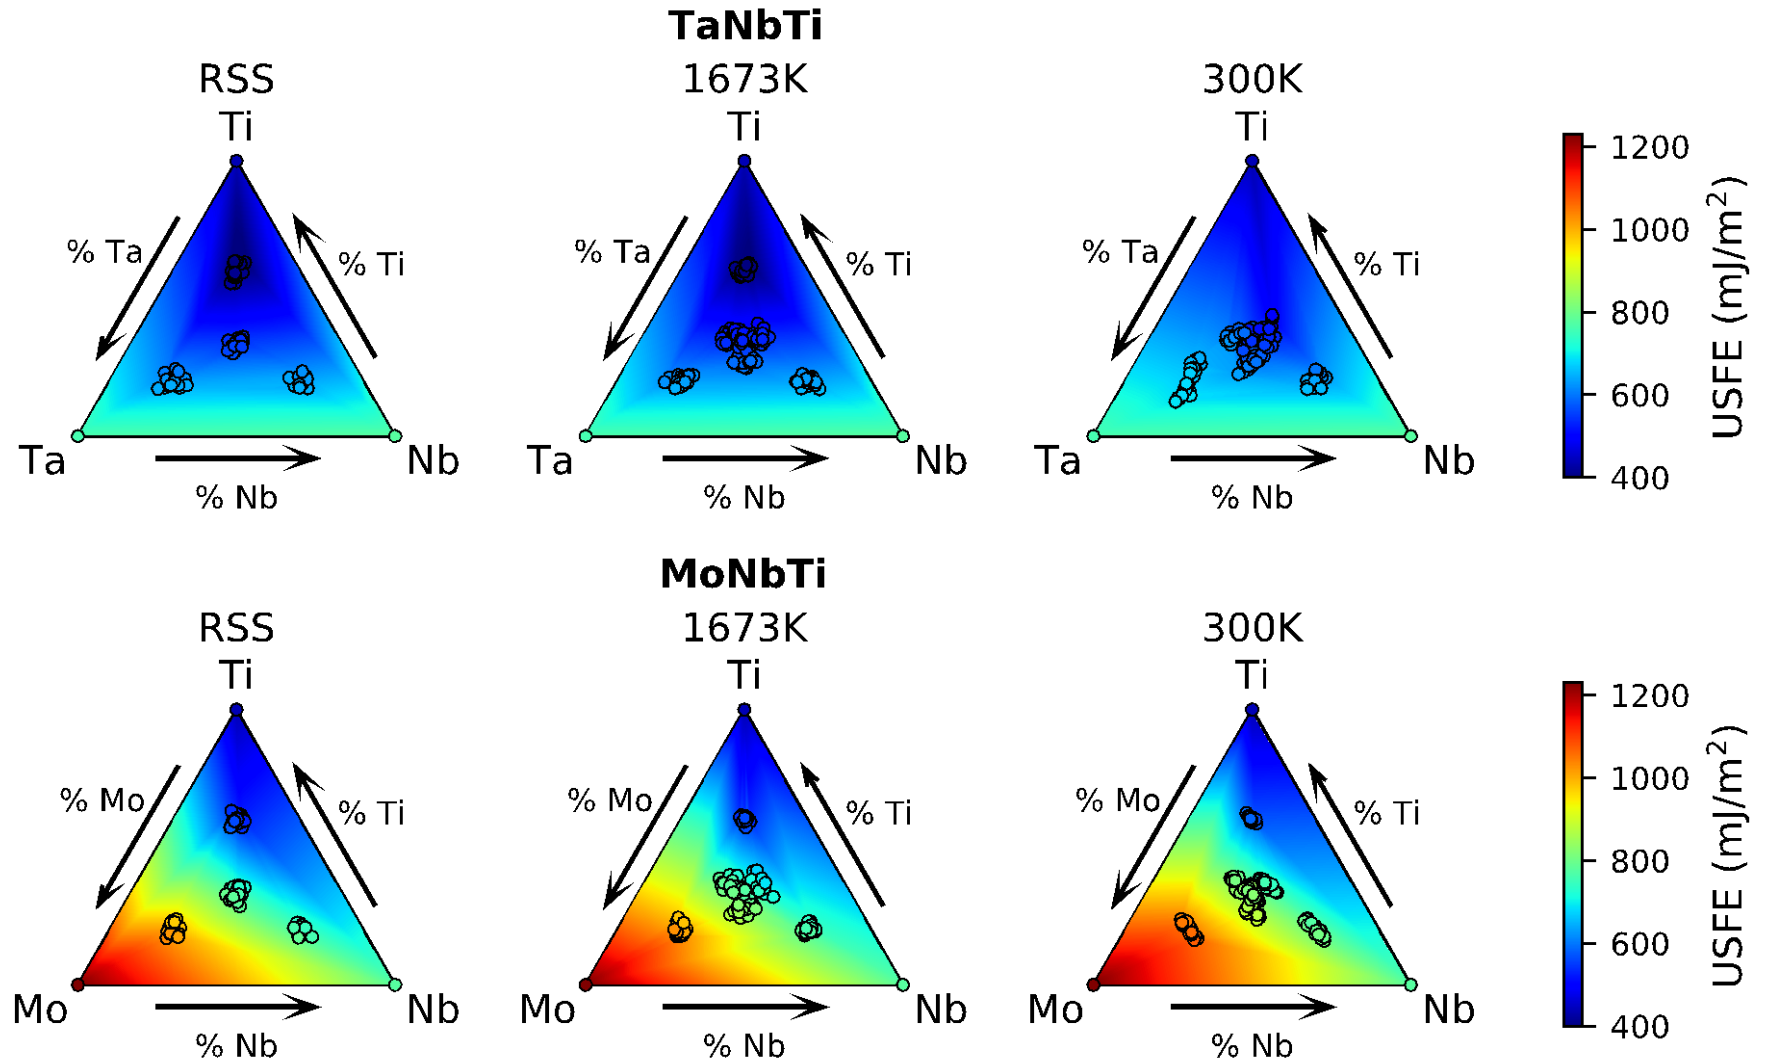 TaNbTi
RSS
1673K
300K
Ti
Ti
Ti
% Ta
% Ti
% Ta
% Ti
% Ta
% Ti
Ta
Nb
Ta
Nb
Ta
Nb
% Nb
% Nb
% Nb
1200
1000
800
600
400
USFE (mJ/m²)
MoNbTi
RSS
1673K
300K
Ti
Ti
Ti
% Mo
% Ti
% Mo
% Ti
% Mo
% Ti
Mo
Nb
Mo
Nb
Mo
Nb
% Nb
% Nb
% Nb
1200
1000
800
600
400
USFE (mJ/m²)